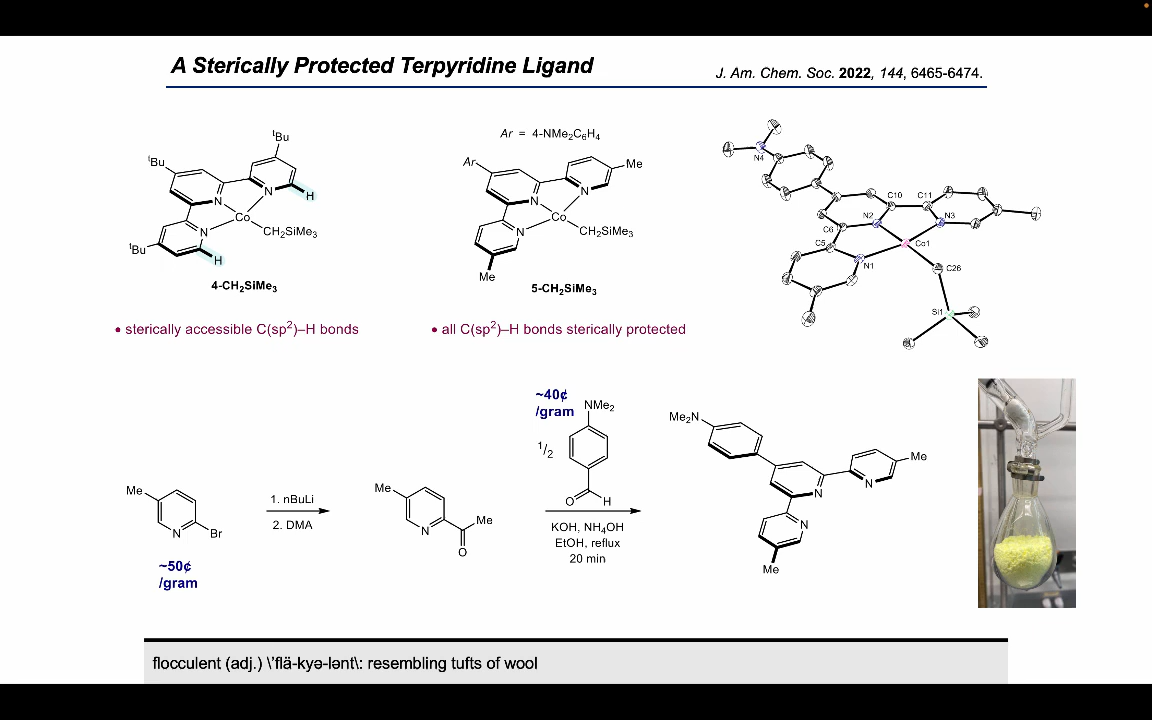 A Sterically Protected Terpyridine Ligand
J. Am. Chem. Soc. 2022, 144, 6465-6474.
tBu
tBu
N
N
H
Co
N
CH2SiMe3
tBu
H
4-CH2SiMe3
Ar = 4-NMe2C6H4
Ar
Me
N
N
Co
N
CH2SiMe3
Me
5-CH2SiMe3
N4
C10
C11
N2
N3
C6
C5
Co1
N1
C26
Si1
• sterically accessible C(sp2)–H bonds
• all C(sp2)–H bonds sterically protected
Me
N
Br
~50¢
/gram
1. nBuLi
2. DMA
Me
N
Me
O
~40¢
/gram
NMe2
1/2
O
H
KOH, NH4OH
EtOH, reflux
20 min
Me2N
Me
N
N
N
Me
flocculent (adj.) \'flä-kyə-lənt\: resembling tufts of wool